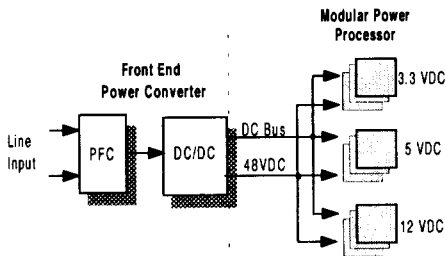 Modular Power
Processor
Front End
Power Converter
Line
Input
PFC
DC/DC
DC Bus
48VDC
3.3 VDC
5 VDC
12 VDC